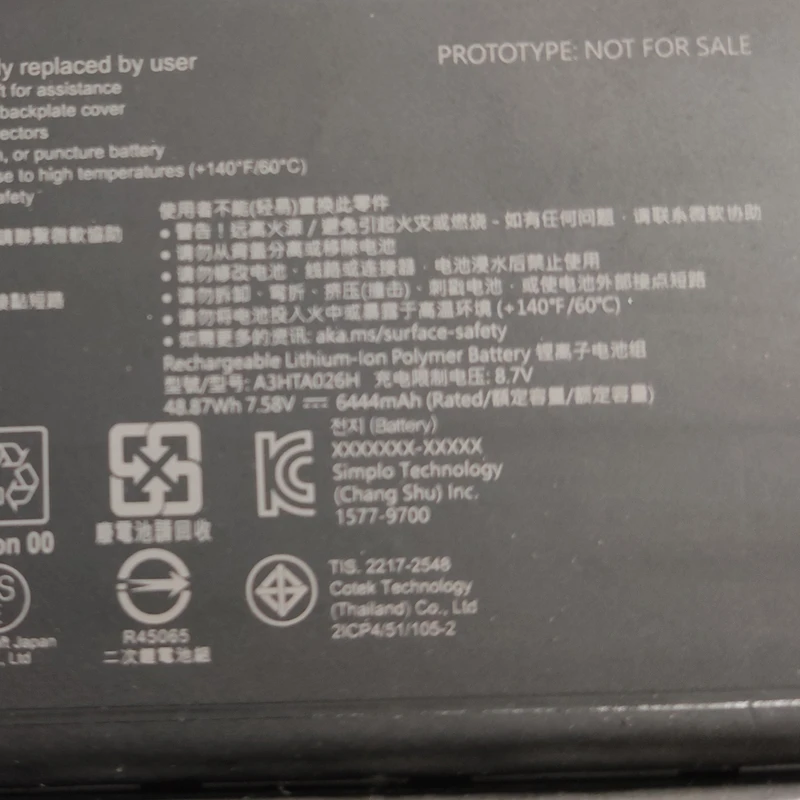 PROTOTYPE: NOT FOR SALE
replaced by user
for assistance
backplate cover
or puncture battery
to high temperatures (+140°F/60°C)
請聯繫微軟協助
使用者不能(轻易)置换此零件
• 警告！远离火源 / 避免引起火灾或燃烧 - 如有任何问题，请联系微软协助
• 请勿从背盖分离或移除电池
• 请勿修改电池、线路或连接器，电池浸水后禁止使用
• 请勿拆卸、弯折、挤压(撞击)、刺戳电池，或使电池外部接点短路
• 请勿将电池投入火中或暴露于高温环境 (+140°F/60°C)，
• 如需更多的资讯: aka.ms/surface-safety
Rechargeable Lithium-Ion Polymer Battery 锂离子电池组
型號/型号: A3HTA026H 充电限制电压: 8.7V
48.87Wh 7.58V ⎓ 6444mAh (Rated/額定容量/额定容量)
전지 (Battery)
XXXXXXX-XXXXX
Simplo Technology
(Chang Shu) Inc.
1577-9700
廢電池請回收
on 00
TIS. 2217-2548
Cotek Technology
(Thailand) Co., Ltd
2ICP4/51/105-2
R45065
二次鋰電池組
Japan
Ltd